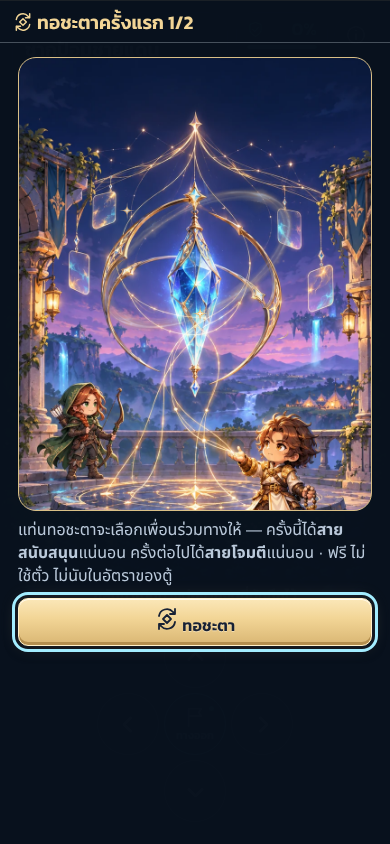 ทอชะตาครั้งแรก 1/2
แท่นทอชะตาจะเลือกเพื่อนร่วมทางให้ — ครั้งนี้ได้สาย
สนับสนุนแน่นอน ครั้งต่อไปได้สายโจมตีแน่นอน · ฟรี ไม่
ใช้ตั๋ว ไม่นับในอัตราของตู้
ทอชะตา